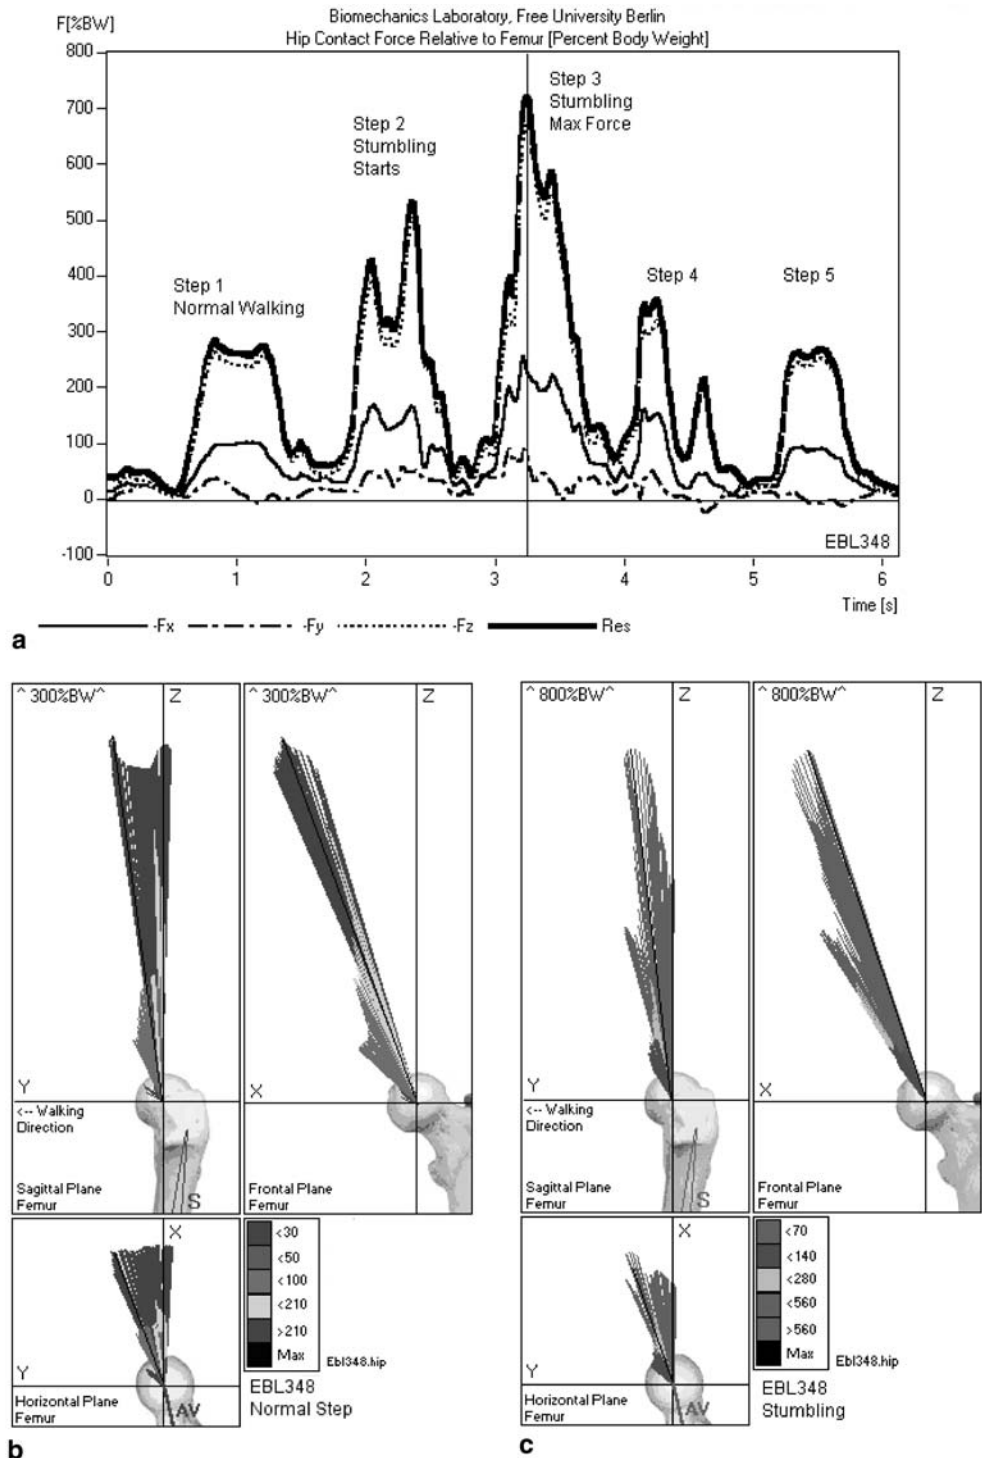 Biomechanics Laboratory, Free University Berlin
F[%BW]
Hip Contact Force Relative to Femur [Percent Body Weight]
800
700
600
500
400
300
200
100
0
-100
Step 1
Normal Walking
Step 2
Stumbling
Starts
Step 3
Stumbling
Max Force
Step 4
Step 5
EBL348
0 1 2 3 4 5 6
Time [s]
-Fx -Fy -Fz Res
a
^ 300%BW^ Z
Y
<-- Walking
Direction
Sagittal Plane
Femur
S
^ 300%BW^ Z
X
Frontal Plane
Femur
X
Y
Horizontal Plane
Femur
AV
<30
<50
<100
<210
>210
Max
Ebl348.hip
EBL348
Normal Step
b
^ 800%BW^ Z
Y
<-- Walking
Direction
Sagittal Plane
Femur
S
^ 800%BW^ Z
X
Frontal Plane
Femur
X
Y
Horizontal Plane
Femur
AV
<70
<140
<280
<560
>560
Max
Ebl348.hip
EBL348
Stumbling
c